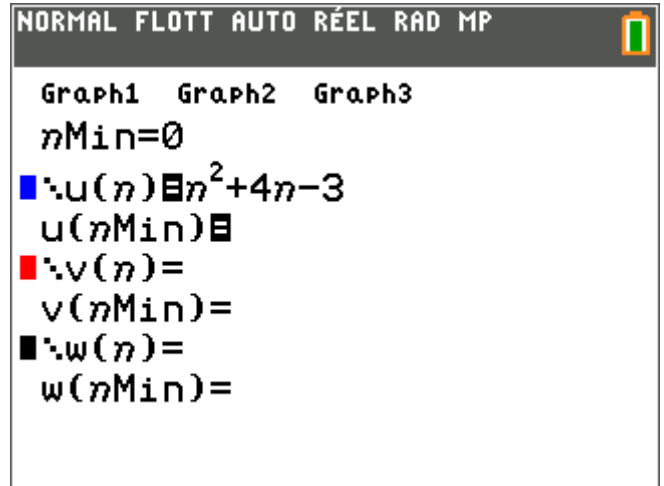 NORMAL FLOTT AUTO RÉEL RAD MP
Graph1 Graph2 Graph3
nMin=0
u(n)=n²+4n-3
u(nMin)=
v(n)=
v(nMin)=
w(n)=
w(nMin)=